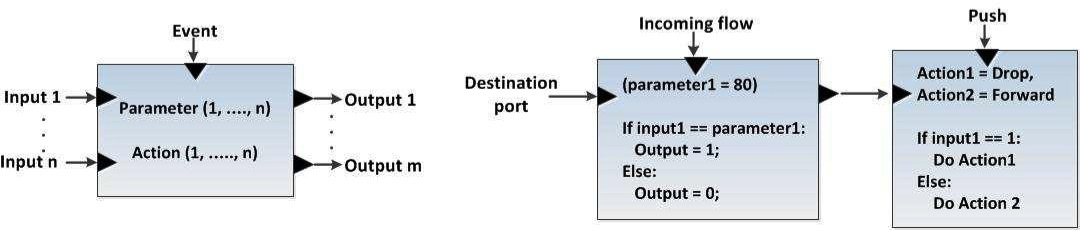 Event
Input 1
Parameter (1, ...., n)
Output 1
Action (1, ....., n)
Input n
Output m
Incoming flow
Destination
port
(parameter1 = 80)
If input1 == parameter1:
Output = 1;
Else:
Output = 0;
Push
Action1 = Drop,
Action2 = Forward
If input1 == 1:
Do Action1
Else:
Do Action 2